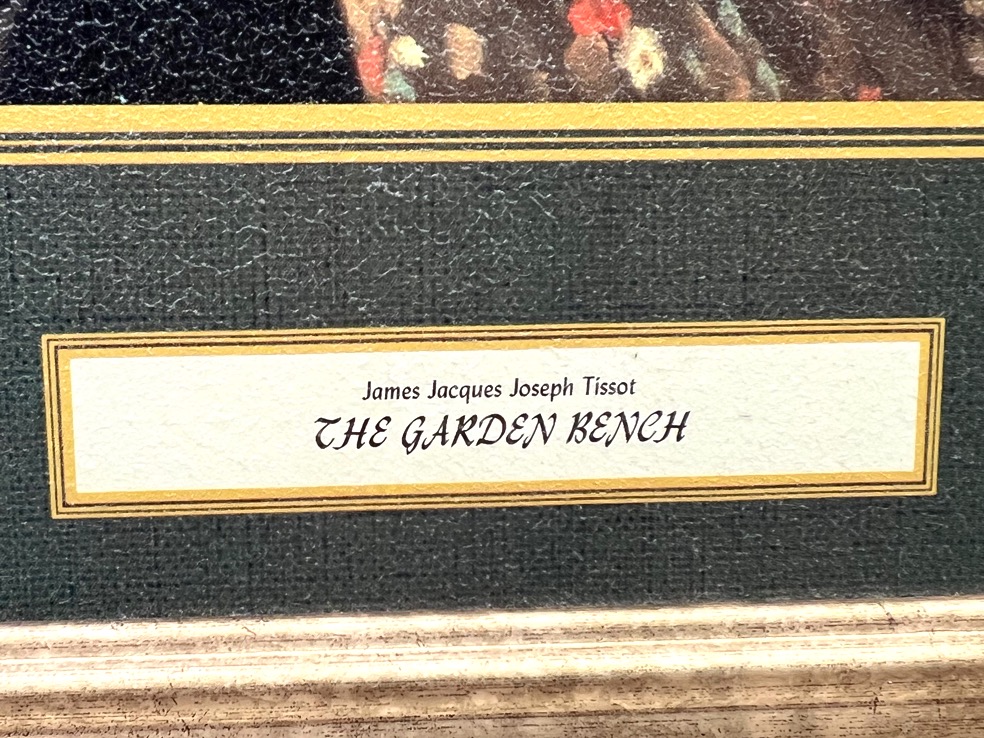 James Jacques Joseph Tissot
THE GARDEN BENCH